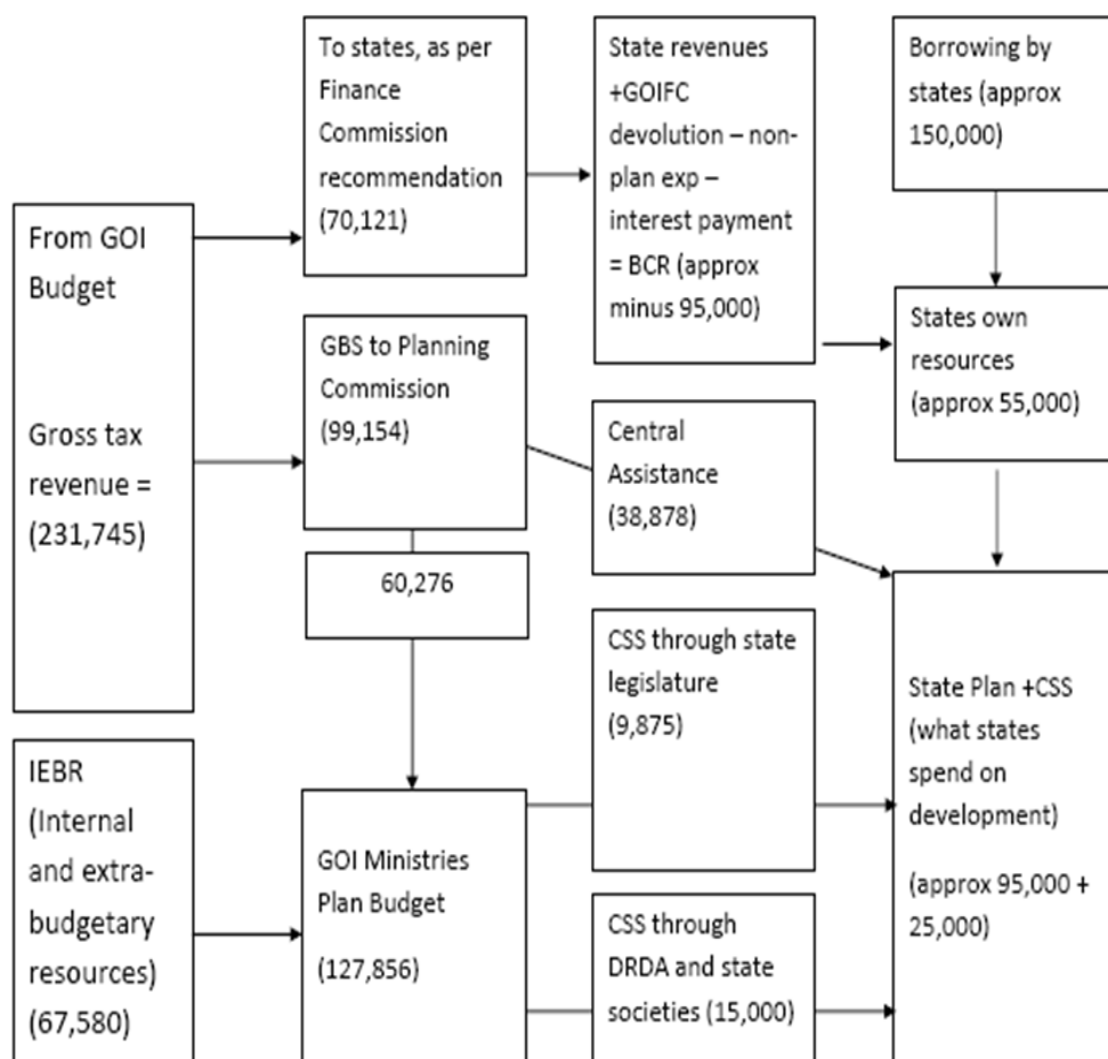 From GOI
Budget
Gross tax
revenue =
(231,745)
IEBR
(Internal
and extra-
budgetary
resources)
(67,580)
To states, as per
Finance
Commission
recommendation
(70,121)
GBS to Planning
Commission
(99,154)
60,276
GOI Ministries
Plan Budget
(127,856)
State revenues
+GOIFC
devolution – non-
plan exp –
interest payment
= BCR (approx
minus 95,000)
Central
Assistance
(38,878)
CSS through state
legislature
(9,875)
CSS through
DRDA and state
societies (15,000)
Borrowing by
states (approx
150,000)
States own
resources
(approx 55,000)
State Plan +CSS
(what states
spend on
development)
(approx 95,000 +
25,000)